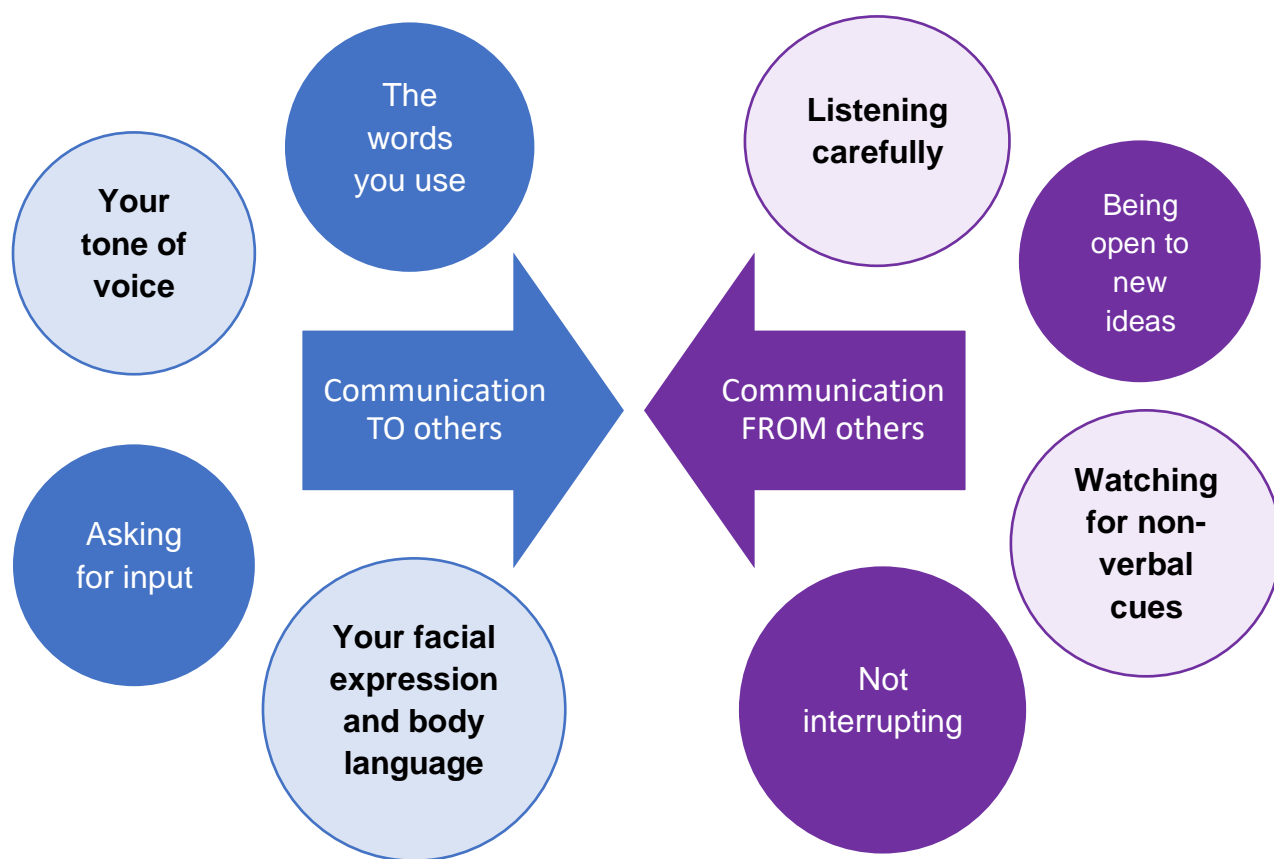 The
words
you use
Your
tone of
voice
Communication
TO others
Asking
for input
Your facial
expression
and body
language
Listening
carefully
Being
open to
new
ideas
Communication
FROM others
Watching
for non-
verbal
cues
Not
interrupting